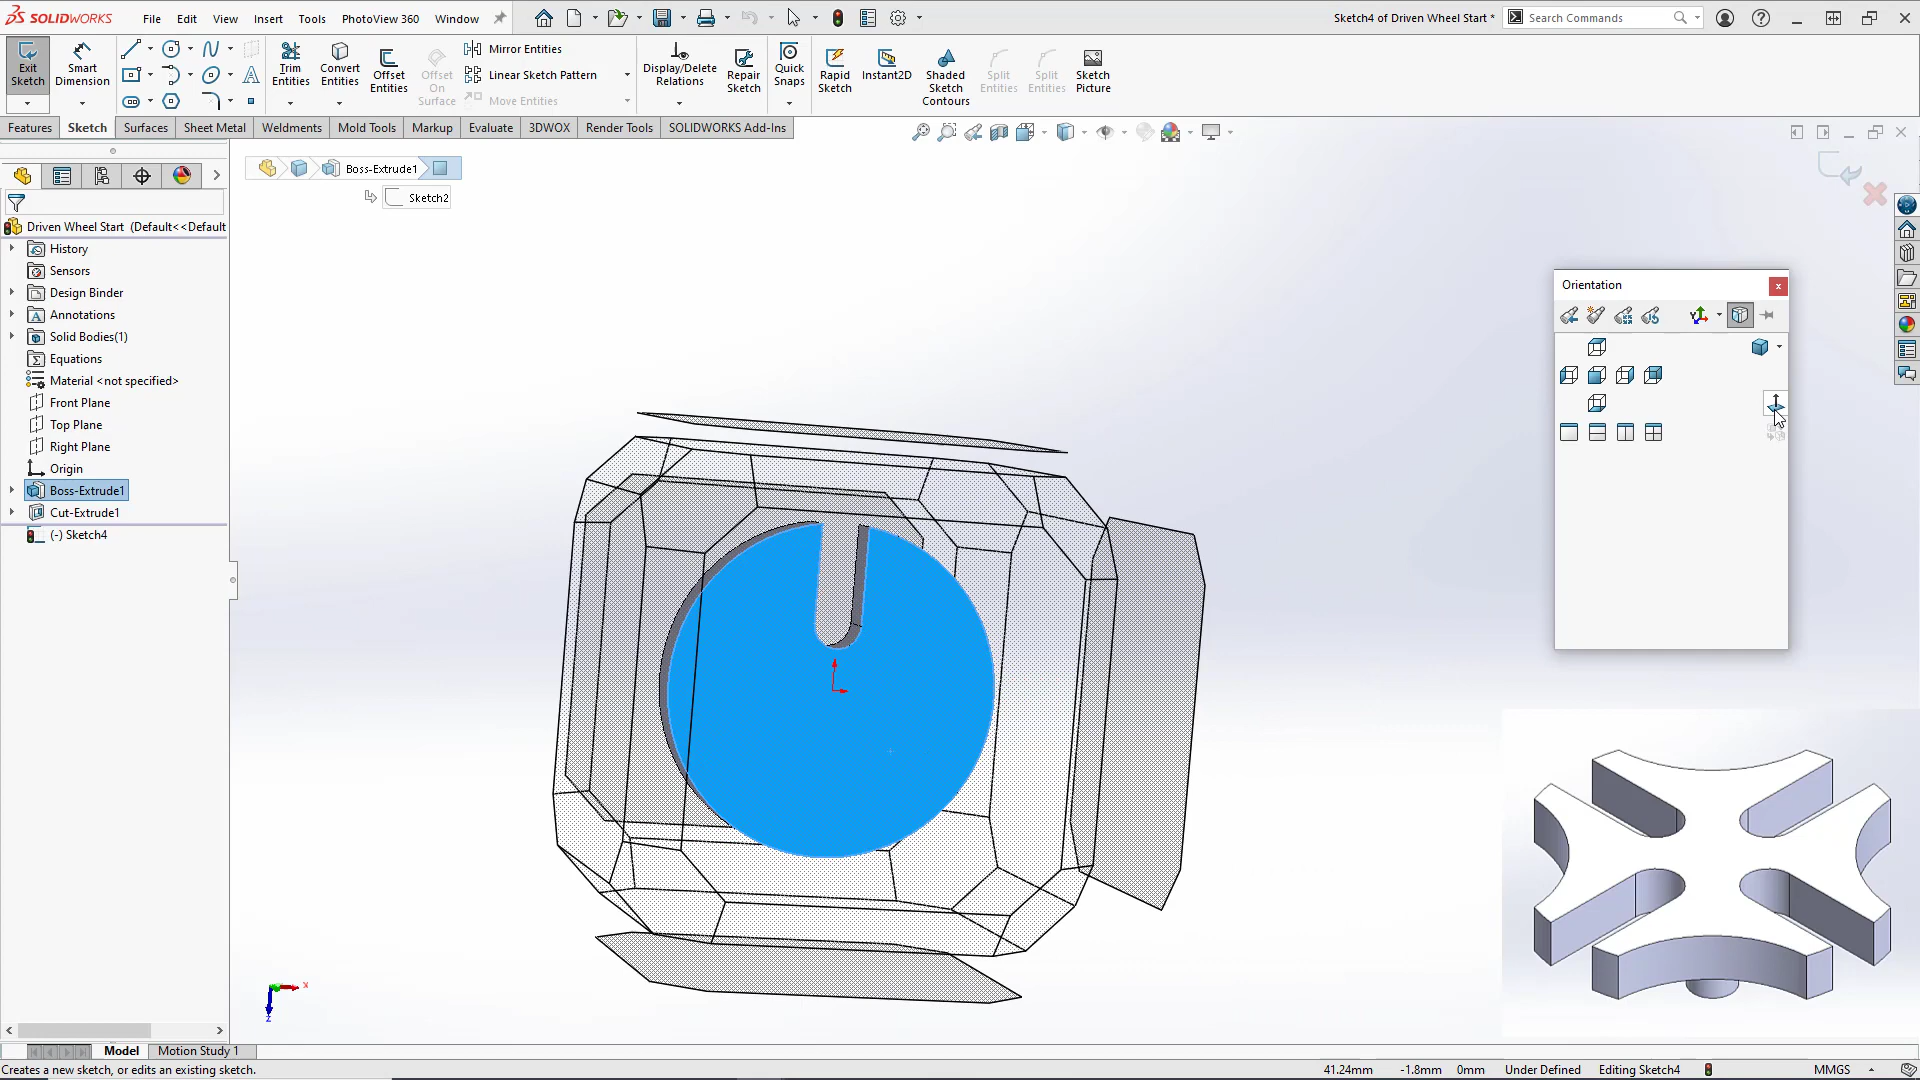 SOLIDWORKS
File Edit View Insert Tools PhotoView 360 Window
Sketch4 of Driven Wheel Start *
Search Commands
Exit Sketch
Smart Dimension
Trim Entities
Convert Entities
Offset Entities
Offset On Surface
Mirror Entities
Linear Sketch Pattern
Move Entities
Display/Delete Relations
Repair Sketch
Quick Snaps
Rapid Sketch
Instant2D
Shaded Sketch Contours
Split Entities
Split Entities
Sketch Picture
Features Sketch Surfaces Sheet Metal Weldments Mold Tools Markup Evaluate 3DWOX Render Tools SOLIDWORKS Add-Ins
Boss-Extrude1
Sketch2
Driven Wheel Start (Default<<Default
History
Sensors
Design Binder
Annotations
Solid Bodies(1)
Equations
Material <not specified>
Front Plane
Top Plane
Right Plane
Origin
Boss-Extrude1
Cut-Extrude1
(-) Sketch4
Orientation
x
z
Model Motion Study 1
Creates a new sketch, or edits an existing sketch.
41.24mm -1.8mm 0mm Under Defined Editing Sketch4 MMGS